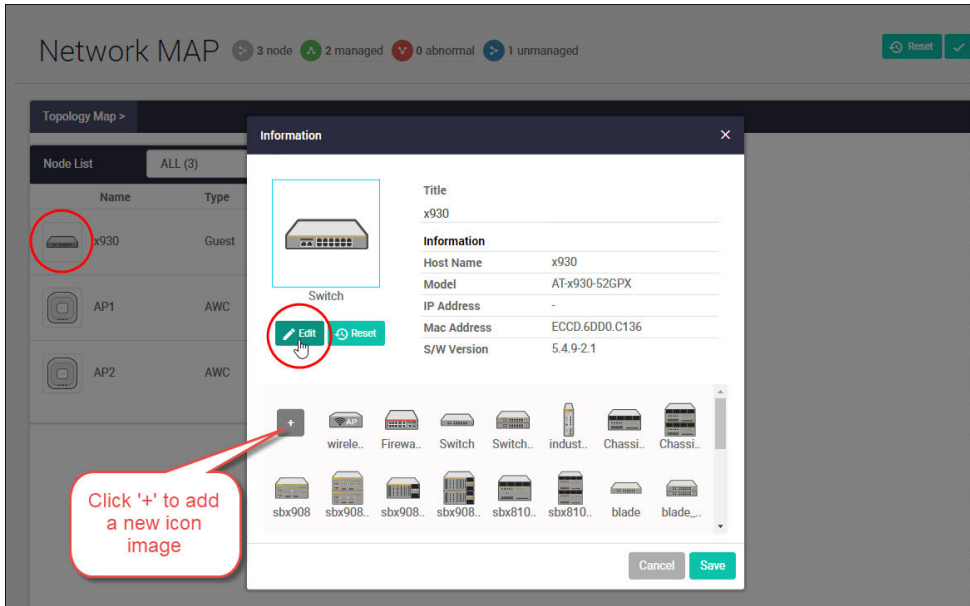 Network MAP 3 node 2 managed 0 abnormal 1 unmanaged
Reset
Topology Map >
Node List ALL (3)
Name Type
x930 Guest
AP1 AWC
AP2 AWC
Information ×
Title
x930
Information
Host Name x930
Model AT-x930-52GPX
IP Address -
Mac Address ECCD.6DD0.C136
S/W Version 5.4.9-2.1
Switch
Edit Reset
+ AP
wirele.. Firewa.. Switch Switch.. indust.. Chassi.. Chassi..
sbx908 sbx908.. sbx908.. sbx908.. sbx810.. sbx810.. blade blade_..
Click '+' to add
a new icon
image
Cancel Save